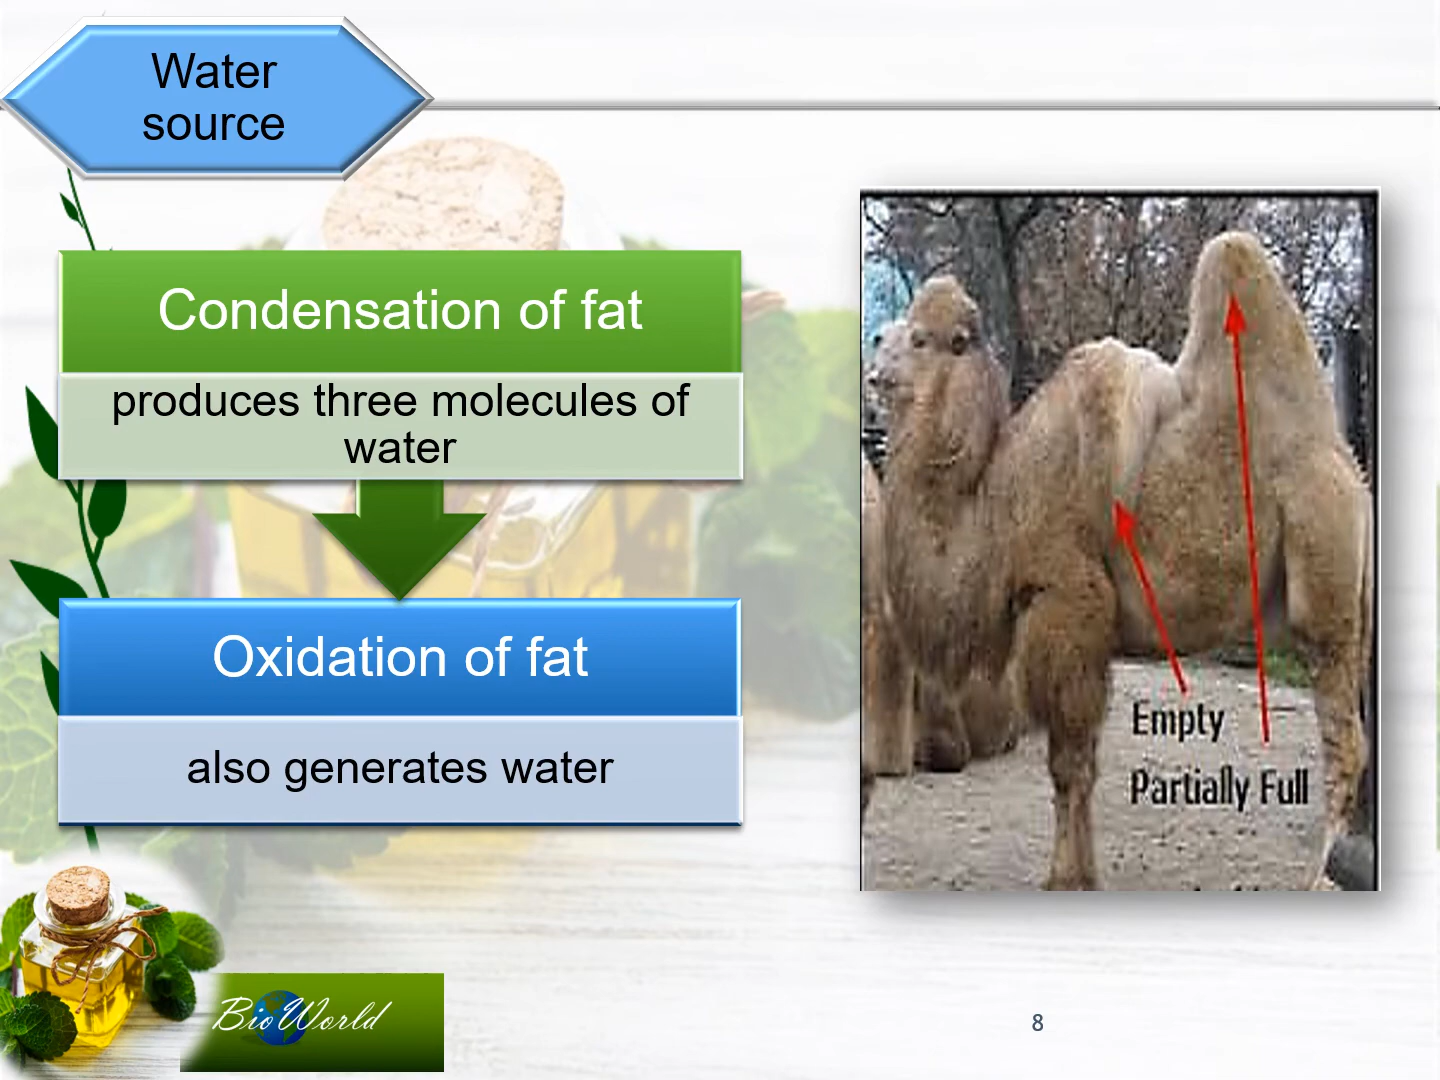 Water
source
Condensation of fat
produces three molecules of
water
Oxidation of fat
also generates water
Empty
Partially Full
BioWorld
8